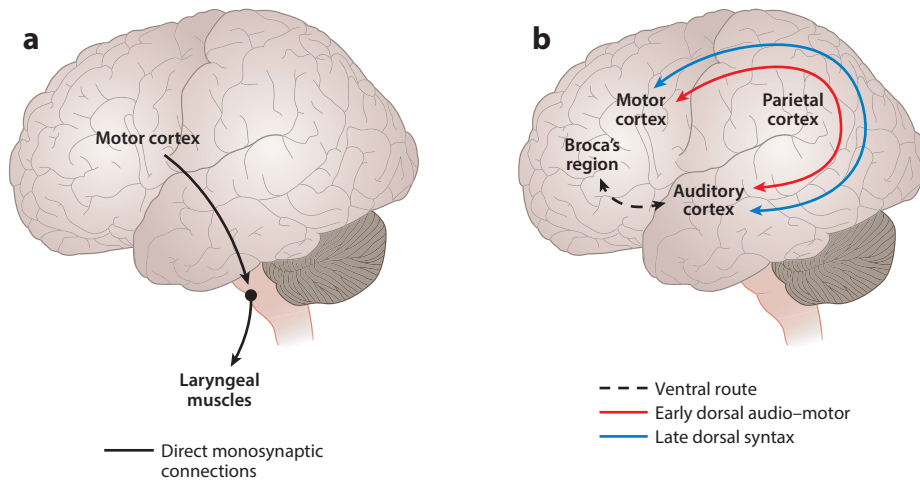 a
Motor cortex
Laryngeal
muscles
Direct monosynaptic
connections
b
Motor
cortex
Parietal
cortex
Broca's
region
Auditory
cortex
Ventral route
Early dorsal audio–motor
Late dorsal syntax